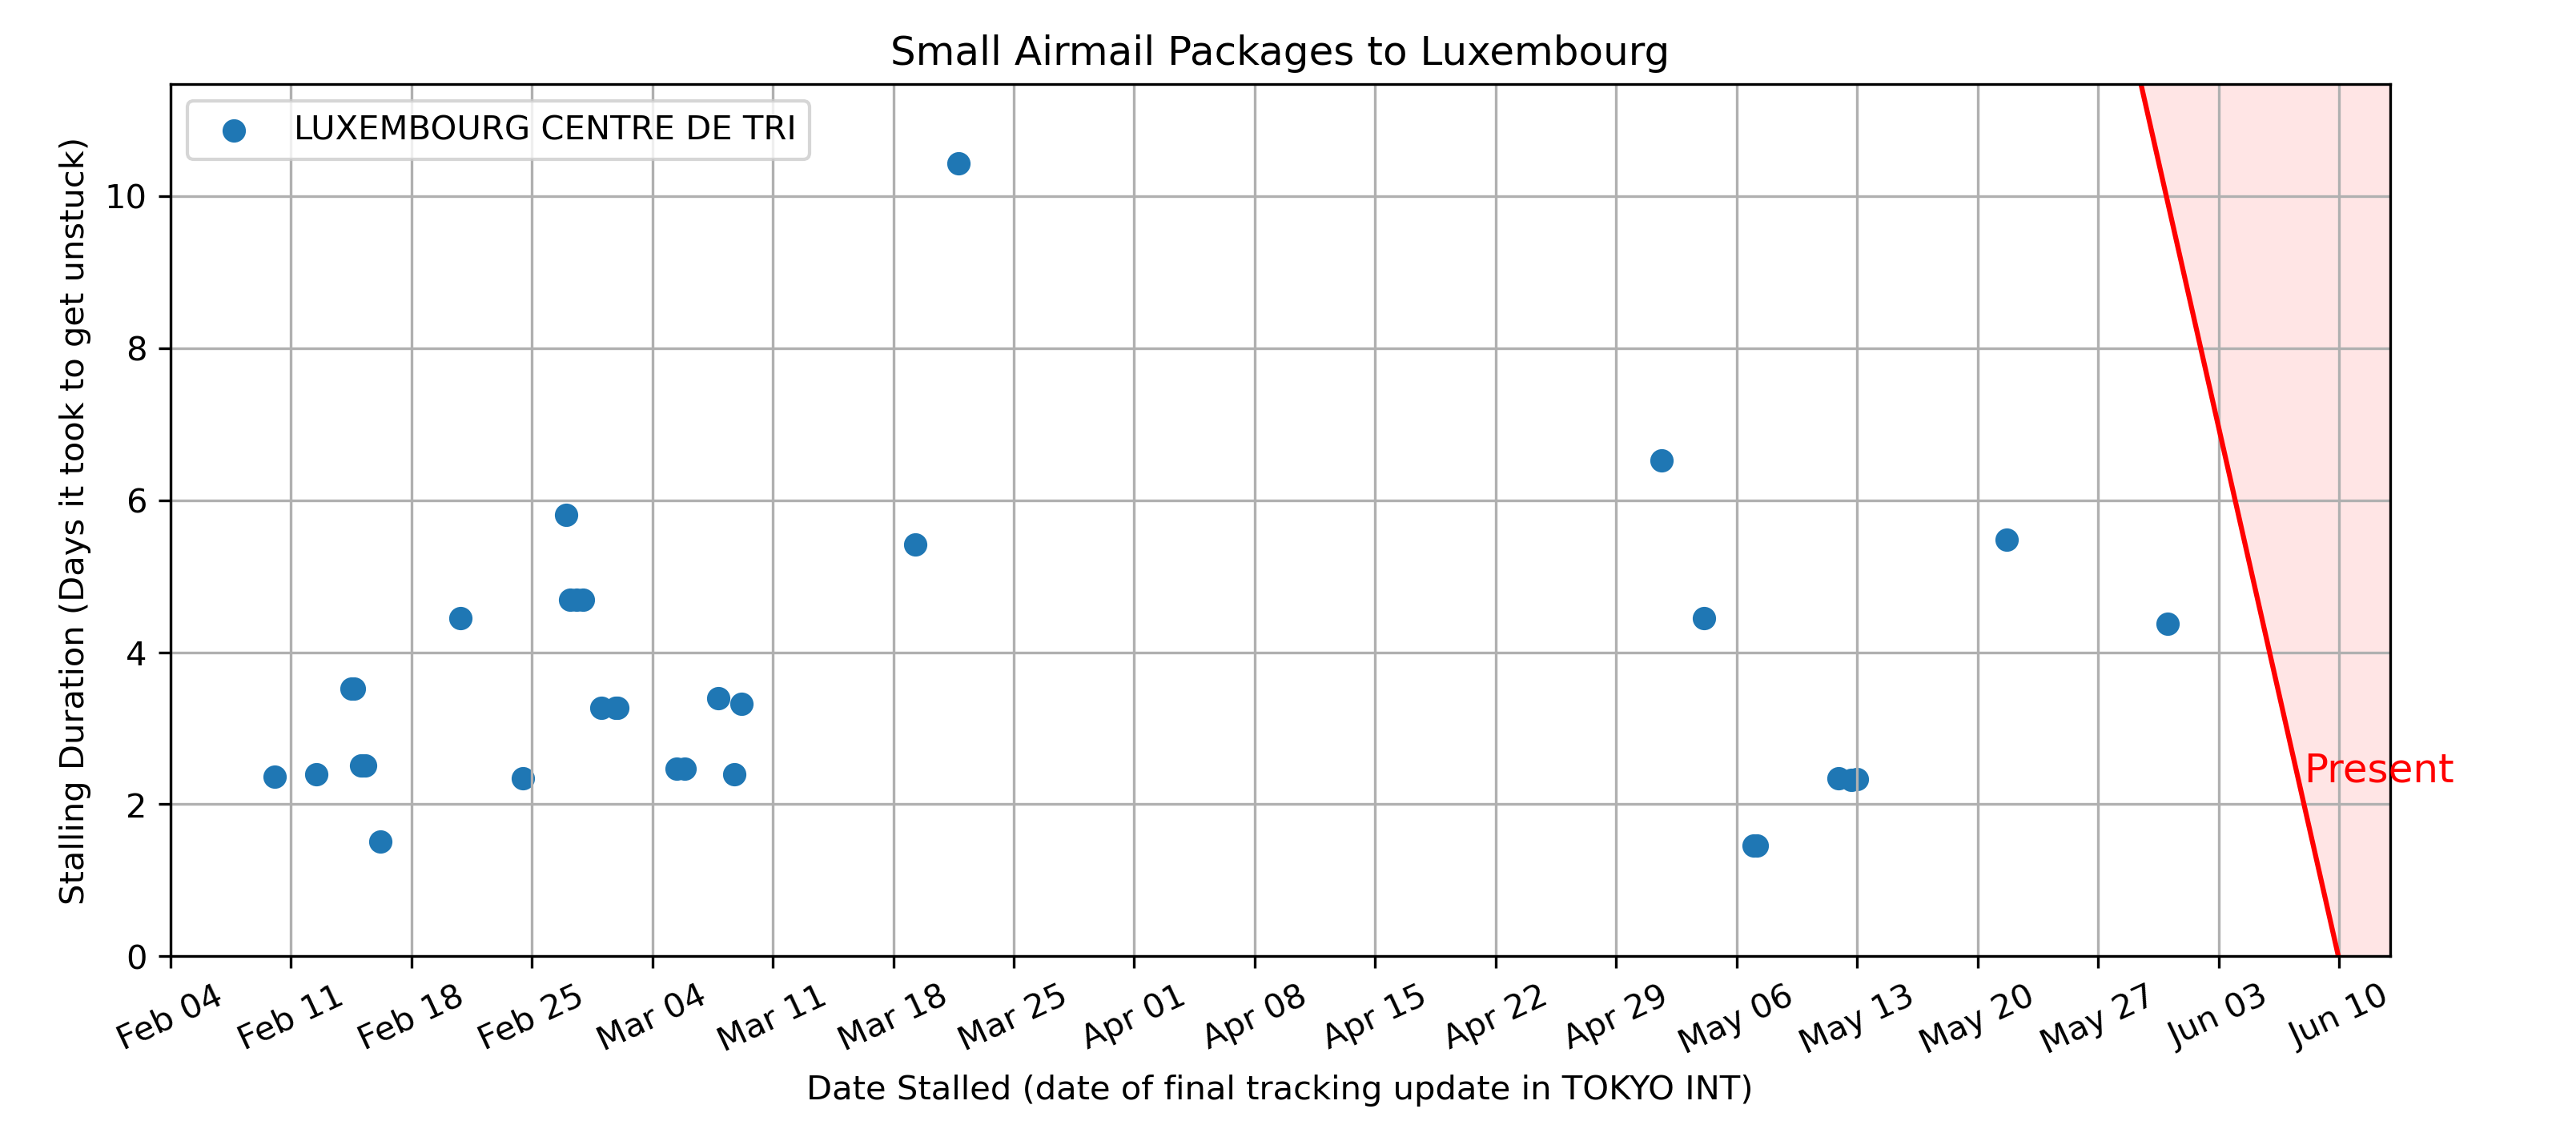 Small Airmail Packages to Luxembourg
LUXEMBOURG CENTRE DE TRI
Stalling Duration (Days it took to get unstuck)
10
8
6
4
2
0
Present
Feb 04
Feb 11
Feb 18
Feb 25
Mar 04
Mar 11
Mar 18
Mar 25
Apr 01
Apr 08
Apr 15
Apr 22
Apr 29
May 06
May 13
May 20
May 27
Jun 03
Jun 10
Date Stalled (date of final tracking update in TOKYO INT)